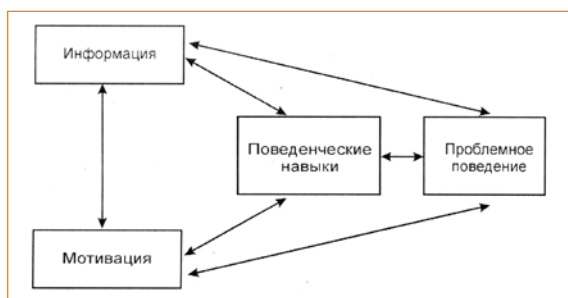 Информация
Поведенческие
навыки
Проблемное
поведение
Мотивация